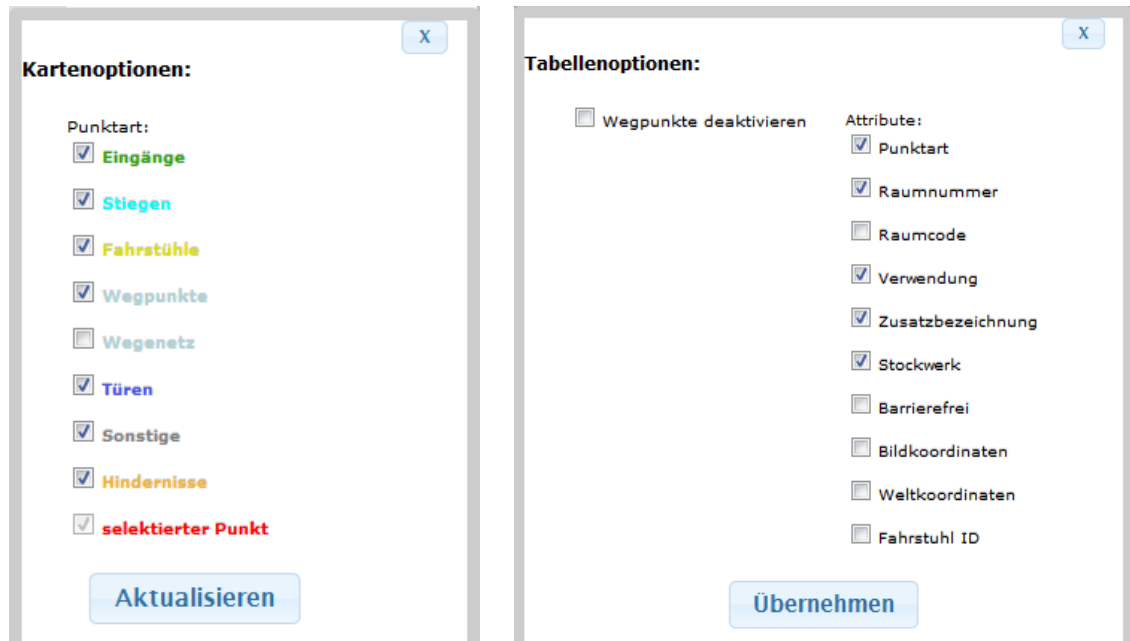 X
Kartenoptionen:
Punktart:
Eingänge
Stiegen
Fahrstühle
Wegpunkte
Wegenetz
Türen
Sonstige
Hindernisse
selektierter Punkt
Aktualisieren
X
Tabellenoptionen:
Wegpunkte deaktivieren
Attribute:
Punktart
Raumnummer
Raumcode
Verwendung
Zusatzbezeichnung
Stockwerk
Barrierefrei
Bildkoordinaten
Weltkoordinaten
Fahrstuhl ID
Übernehmen